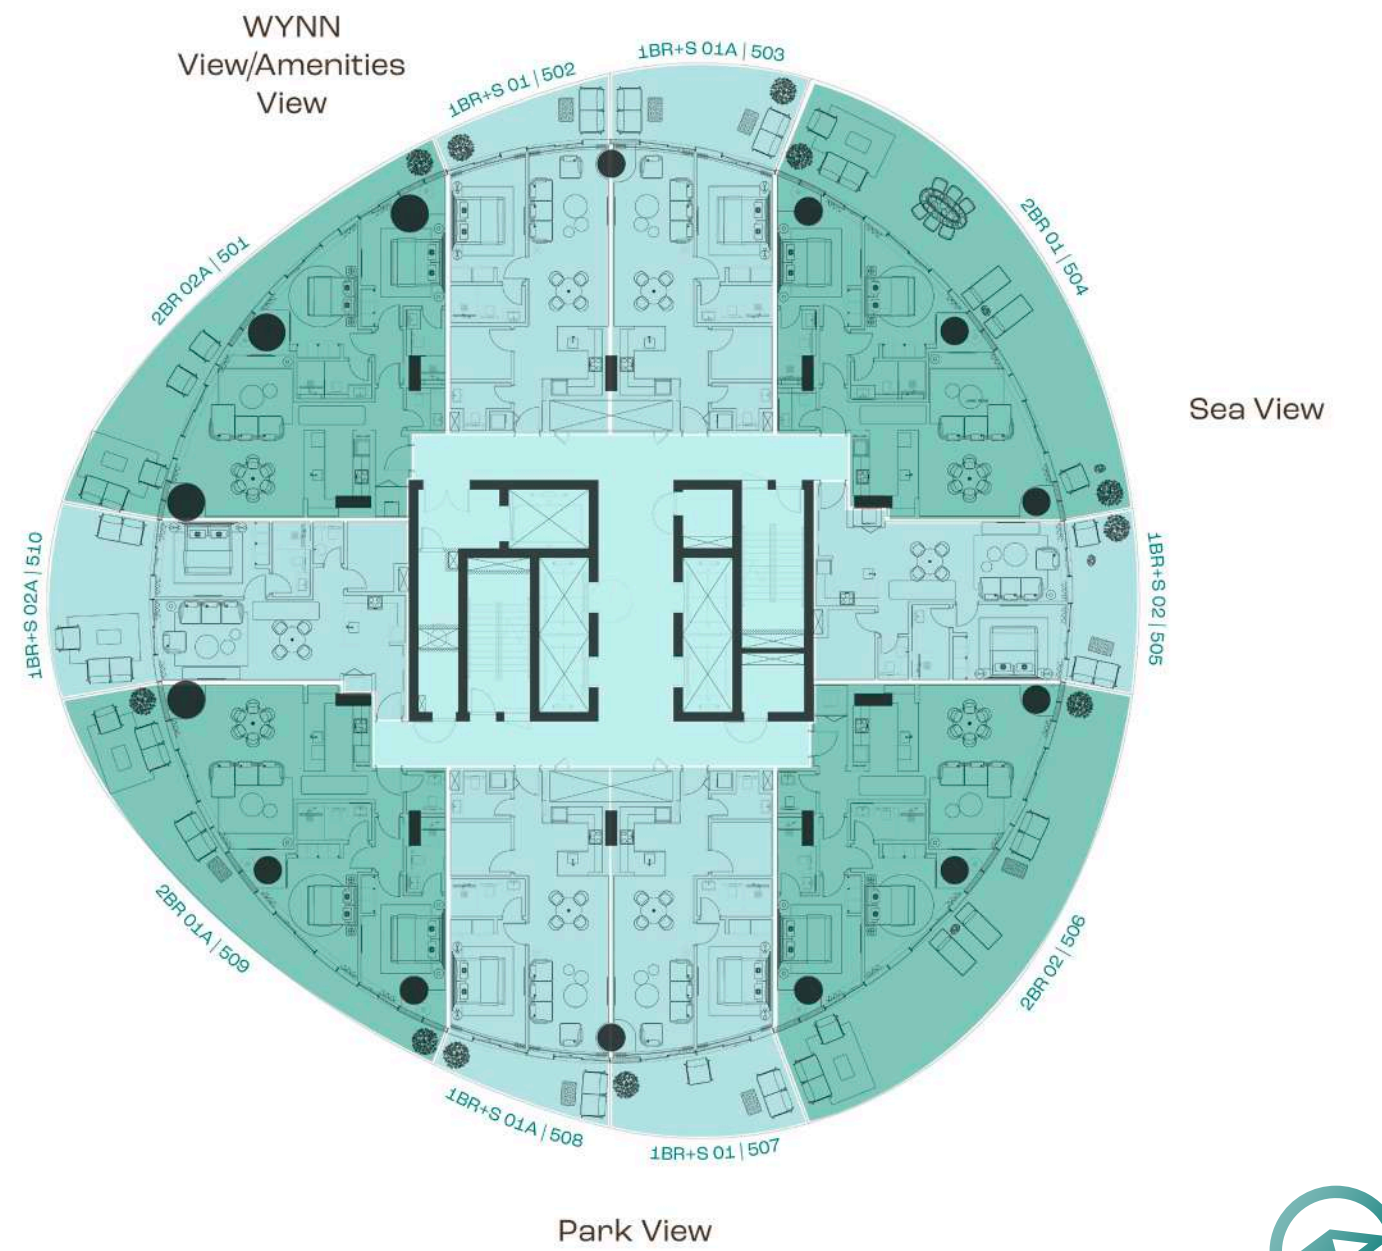 WYNN
View/Amenities
View
1BR+S 01 | 502
1BR+S 01A | 503
2BR 02A | 501
2BR 01 | 504
Sea View
1BR+S 02A | 510
1BR+S 02 | 505
2BR 01A | 509
2BR 02 | 506
1BR+S 01A | 508
1BR+S 01 | 507
Park View